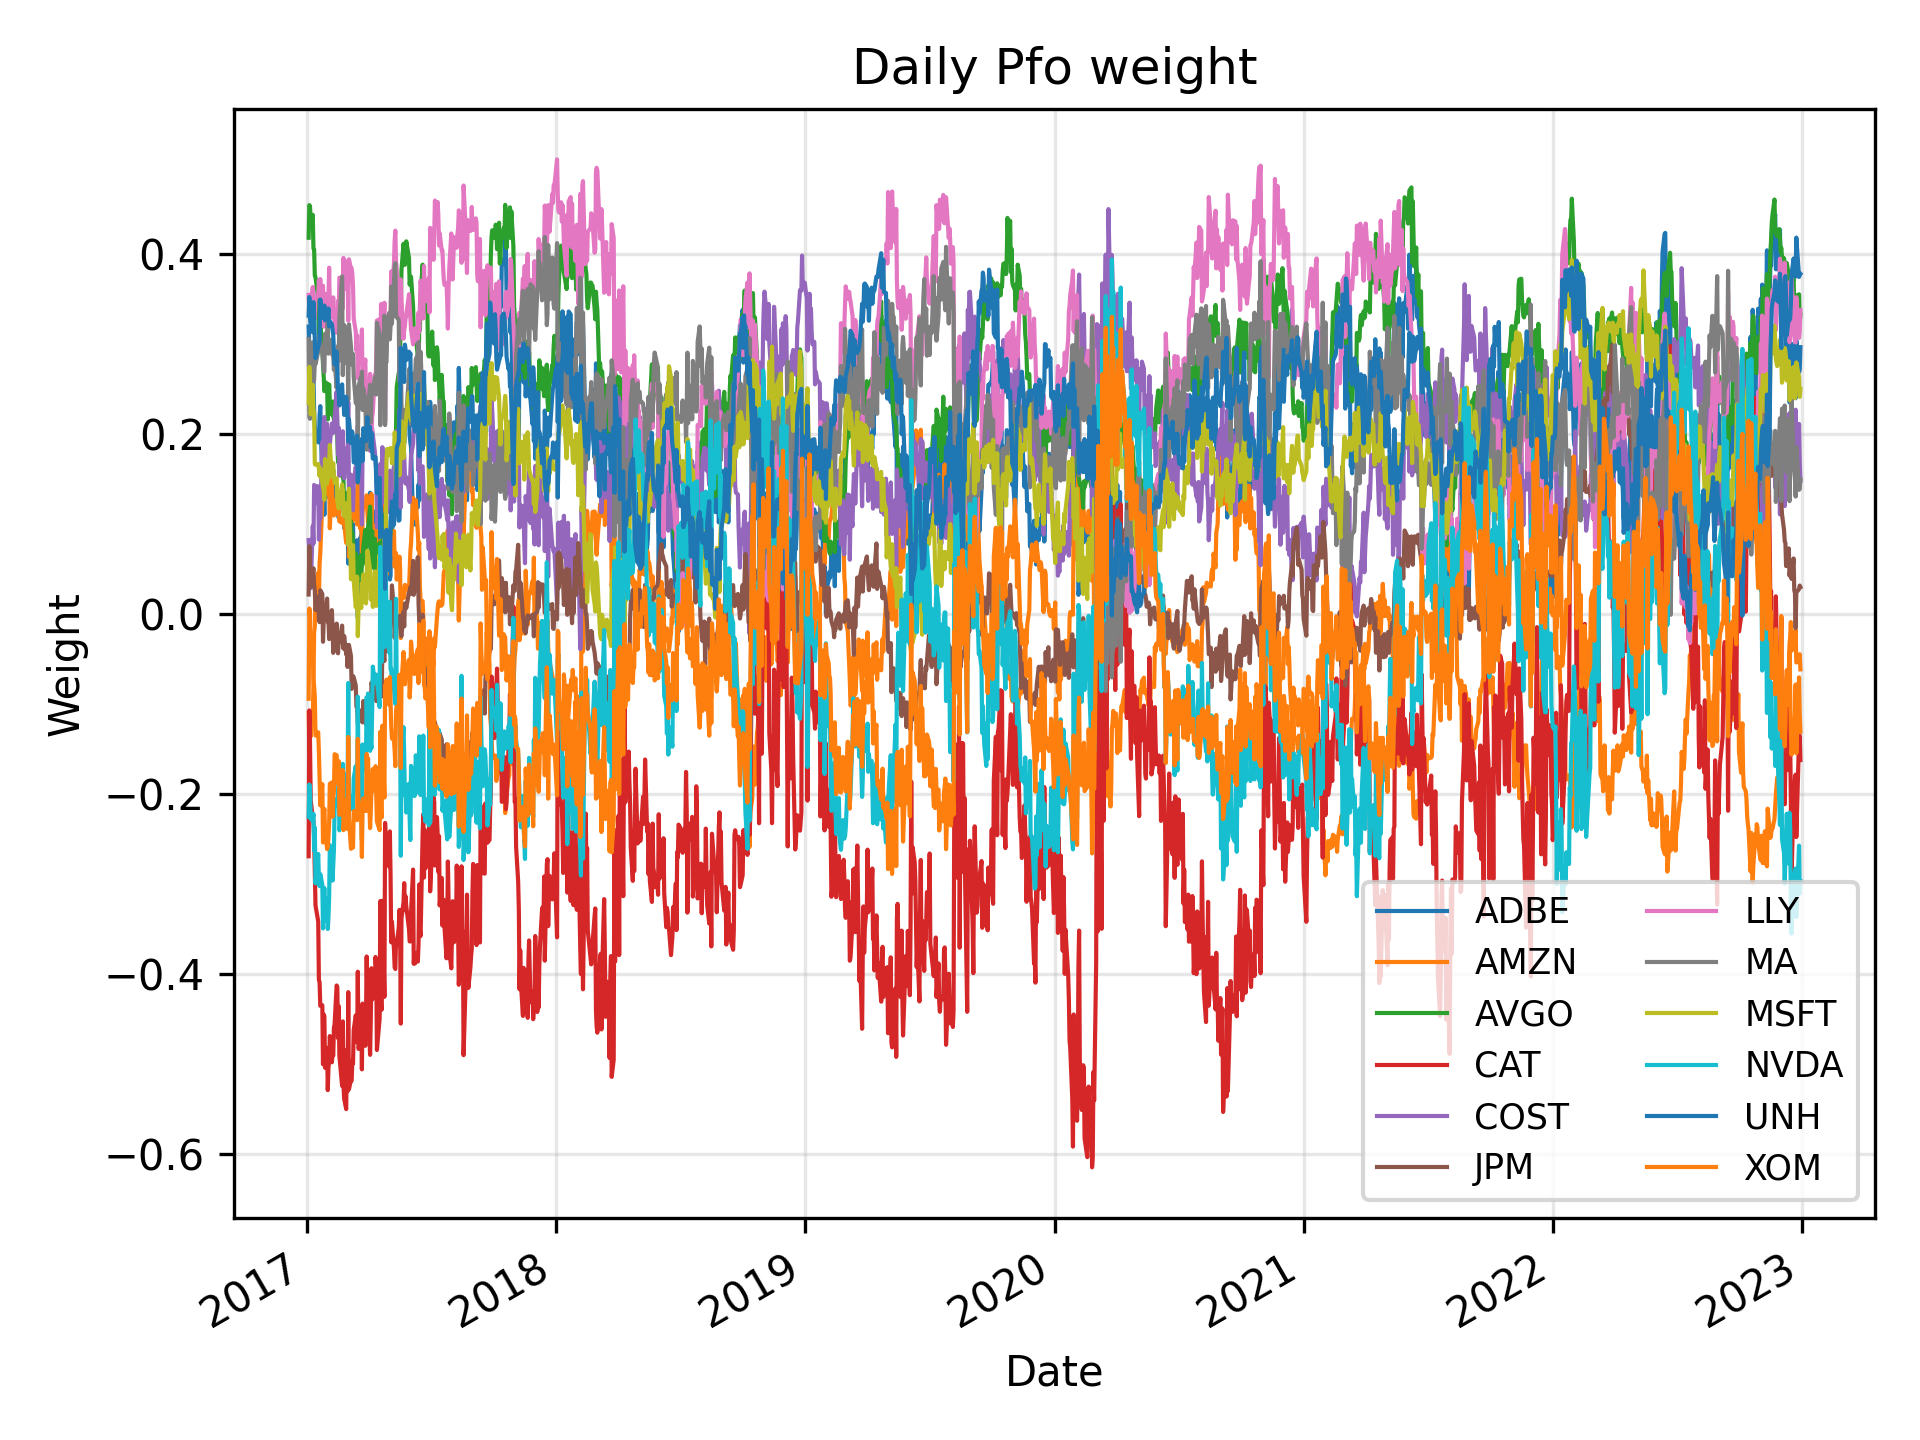 Daily Pfo weight
Weight
0.4
0.2
0.0
−0.2
−0.4
−0.6
ADBE
AMZN
AVGO
CAT
COST
JPM
LLY
MA
MSFT
NVDA
UNH
XOM
2017
2018
2019
2020
2021
2022
2023
Date